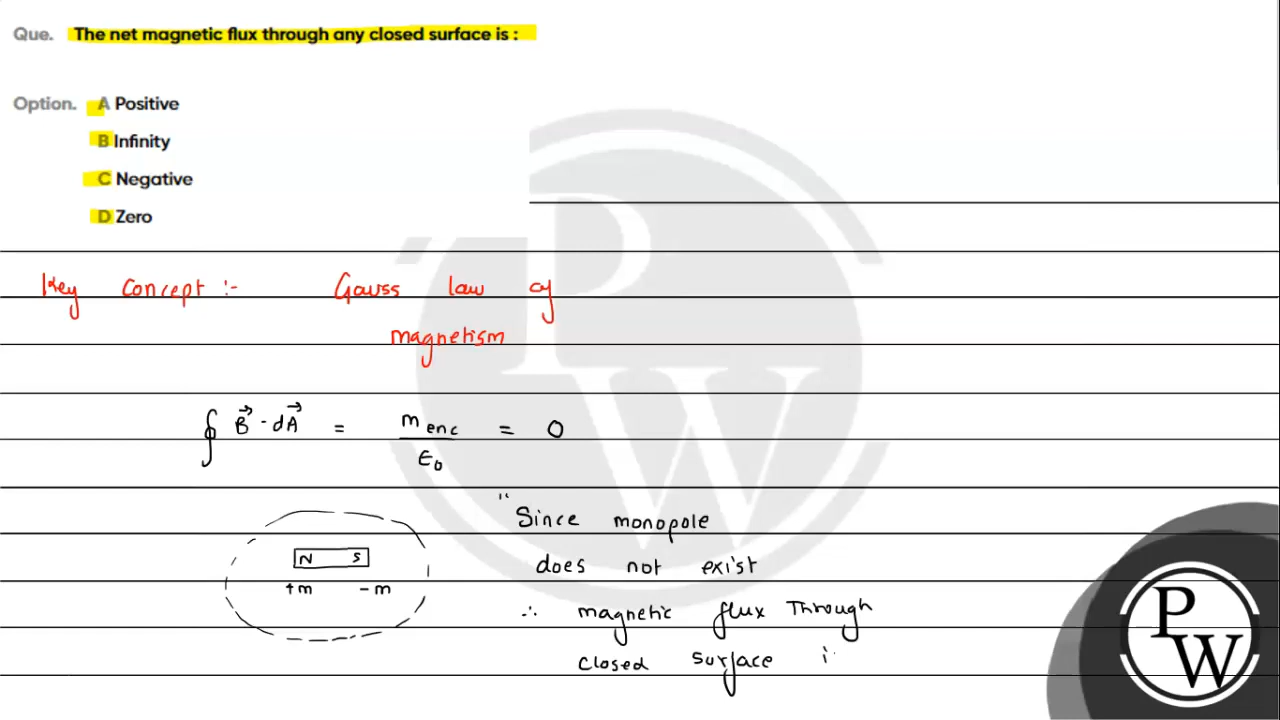 Que. The net magnetic flux through any closed surface is :
Option. A Positive
B Infinity
C Negative
D Zero
Key Concept :- Gauss law of
magnetism
∮ B⃗ · dA⃗ = m enc / ε₀ = 0
"Since monopole
N S
does not exist
+m -m
∴ magnetic flux Through
closed surface i
P
W
P
W